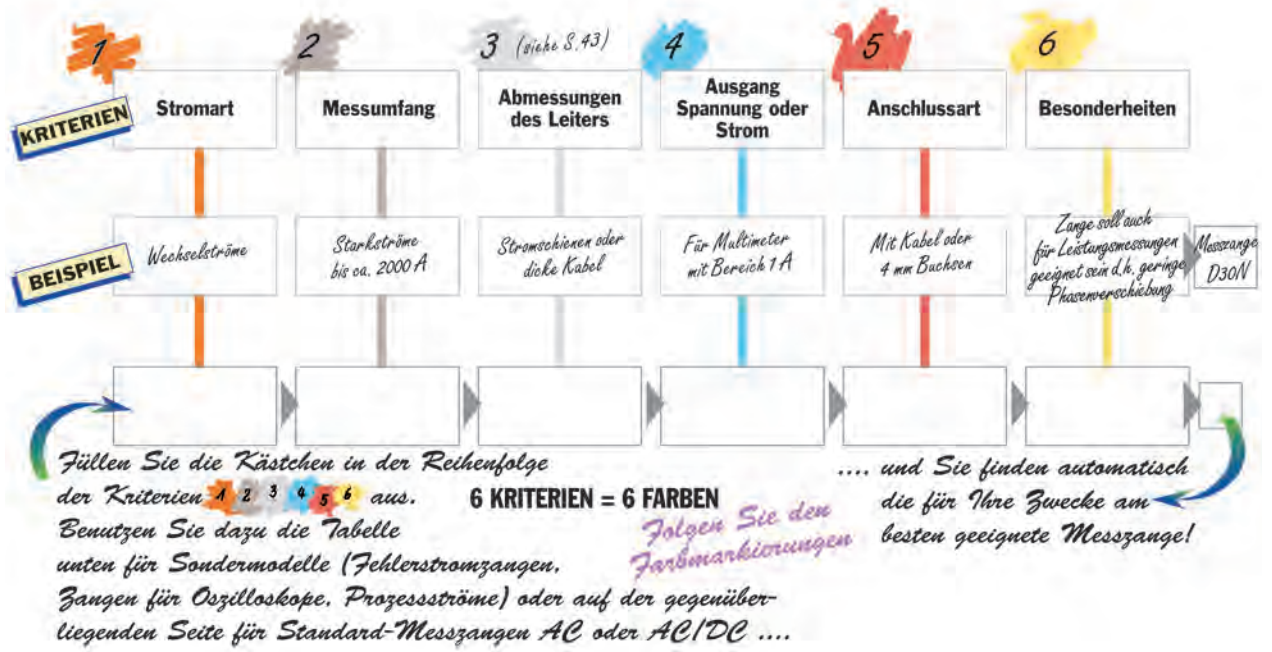 1
2
3 (siehe S.43)
4
5
6
KRITERIEN
Stromart
Messumfang
Abmessungen
des Leiters
Ausgang
Spannung oder
Strom
Anschlussart
Besonderheiten
BEISPIEL
Wechselströme
Starkströme
bis ca. 2000 A
Stromschienen oder
dicke Kabel
Für Multimeter
mit Bereich 1 A
Mit Kabel oder
4 mm Buchsen
Zange soll auch
für Leistungsmessungen
geeignet sein d.h. geringe
Phasenverschiebung
Messzange
D30N
Füllen Sie die Kästchen in der Reihenfolge
der Kriterien 1 2 3 4 5 6 aus.
Benutzen Sie dazu die Tabelle
unten für Sondermodelle (Fehlerstromzangen,
Zangen für Oszilloskope, Prozessströme) oder auf der gegenüber-
liegenden Seite für Standard-Messzangen AC oder AC/DC ....
6 KRITERIEN = 6 FARBEN
Folgen Sie den
Farbmarkierungen
.... und Sie finden automatisch
die für Ihre Zwecke am
besten geeignete Messzange!